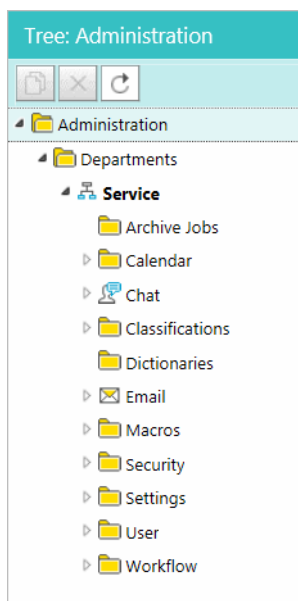 Tree: Administration
Administration
Departments
Service
Archive Jobs
Calendar
Chat
Classifications
Dictionaries
Email
Macros
Security
Settings
User
Workflow